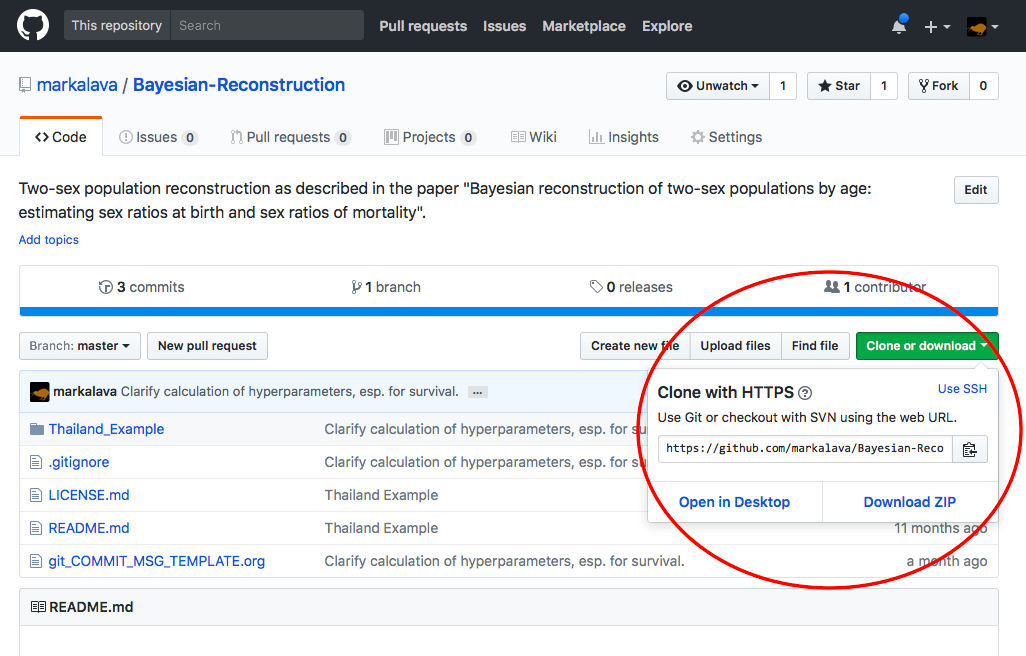 This repository Search Pull requests Issues Marketplace Explore
markalava / Bayesian-Reconstruction Unwatch 1 Star 1 Fork 0
Code Issues 0 Pull requests 0 Projects 0 Wiki Insights Settings
Two-sex population reconstruction as described in the paper "Bayesian reconstruction of two-sex populations by age: Edit
estimating sex ratios at birth and sex ratios of mortality".
Add topics
3 commits 1 branch 0 releases 1 contributor
Branch: master New pull request Create new file Upload files Find file Clone or download
markalava Clarify calculation of hyperparameters, esp. for survival. ...
Clone with HTTPS ? Use SSH
Use Git or checkout with SVN using the web URL.
https://github.com/markalava/Bayesian-Reco
Open in Desktop Download ZIP
Thailand_Example Clarify calculation of hyperparameters, esp. for su
.gitignore Clarify calculation of hyperparameters, esp. for su
LICENSE.md Thailand Example
README.md Thailand Example 11 months ago
git_COMMIT_MSG_TEMPLATE.org Clarify calculation of hyperparameters, esp. for survival. a month ago
README.md